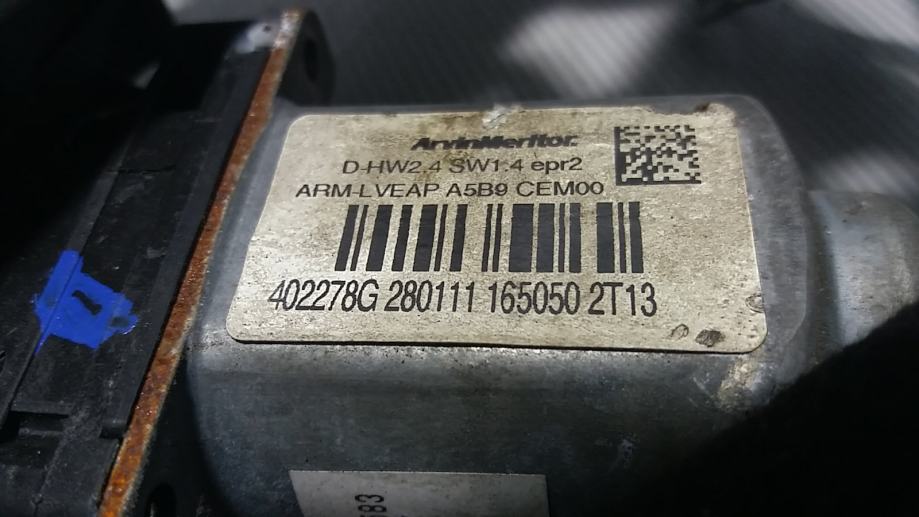 ArvinMeritor
D-HW2.4 SW1.4 epr2
ARM-LVEAP A5B9 CEM00
402278G 280111 165050 2T13